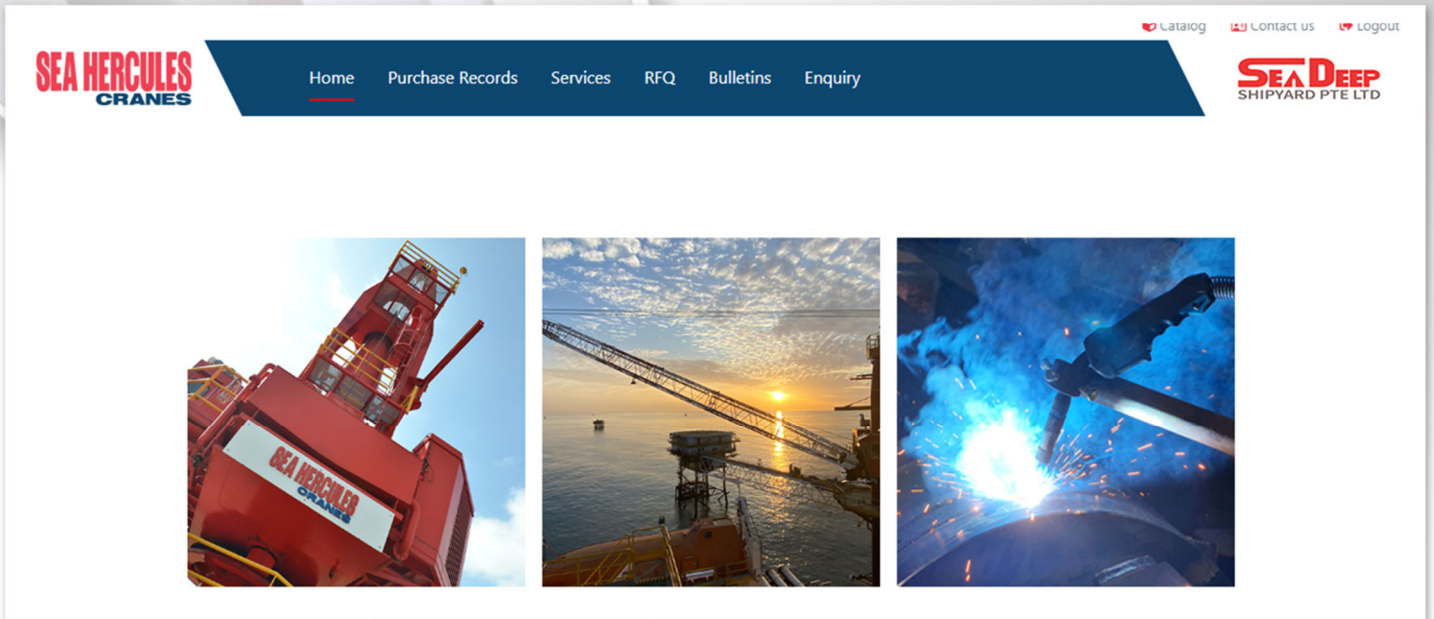 Catalog Contact us Logout
SEA HERCULES
CRANES
Home Purchase Records Services RFQ Bulletins Enquiry
SEA DEEP
SHIPYARD PTE LTD
SEA HERCULES
CRANES